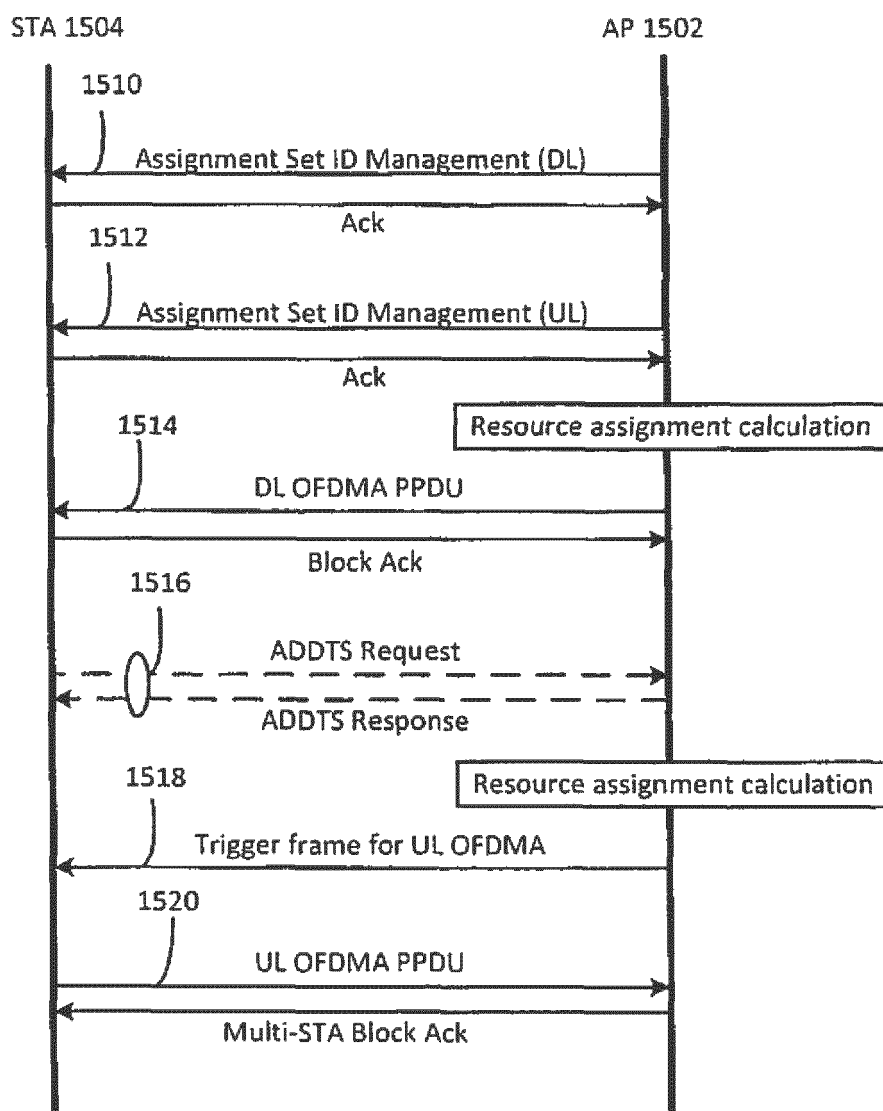 STA 1504
AP 1502
1510
Assignment Set ID Management (DL)
Ack
1512
Assignment Set ID Management (UL)
Ack
Resource assignment calculation
1514
DL OFDMA PPDU
Block Ack
1516
ADDTS Request
ADDTS Response
Resource assignment calculation
1518
Trigger frame for UL OFDMA
1520
UL OFDMA PPDU
Multi-STA Block Ack